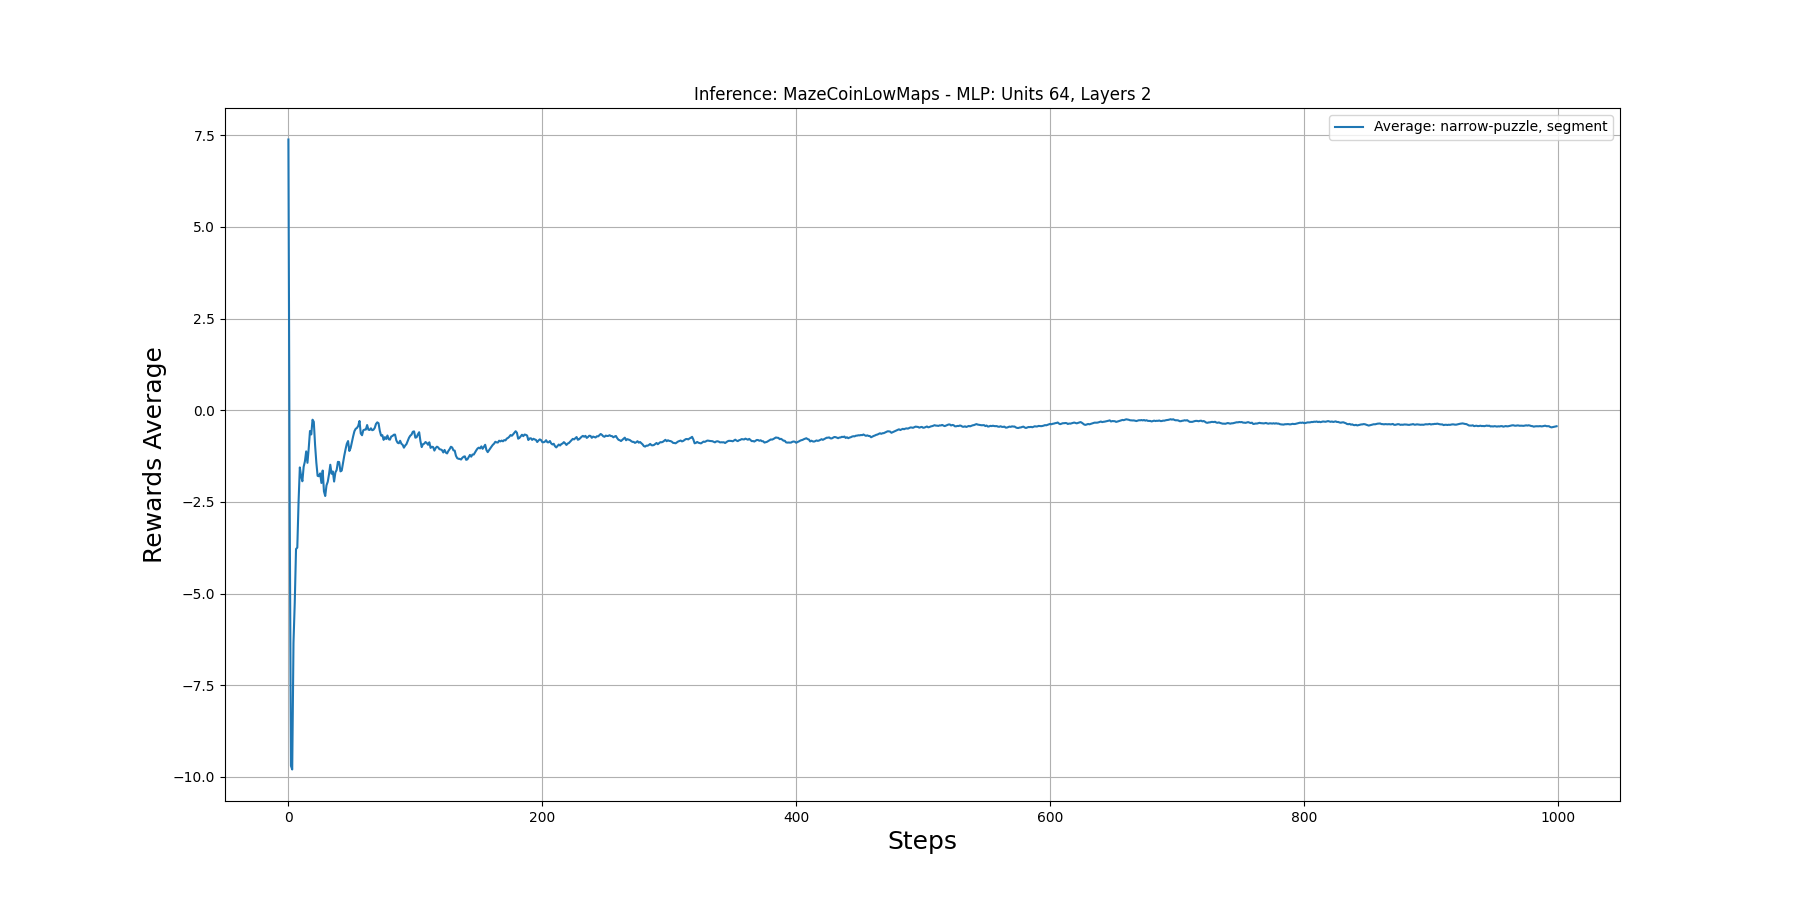 Inference: MazeCoinLowMaps - MLP: Units 64, Layers 2
Average: narrow-puzzle, segment
Rewards Average
7.5
5.0
2.5
0.0
−2.5
−5.0
−7.5
−10.0
0 200 400 600 800 1000
Steps